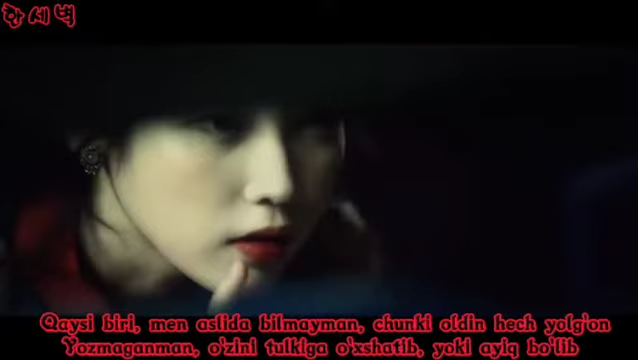 환세벽
Qaysi biri, men aslida bilmayman, chunki oldin hech yolg'on
Yozmaganman, o'zini tulkiga o'xshatib, yoki ayiq bo'lib